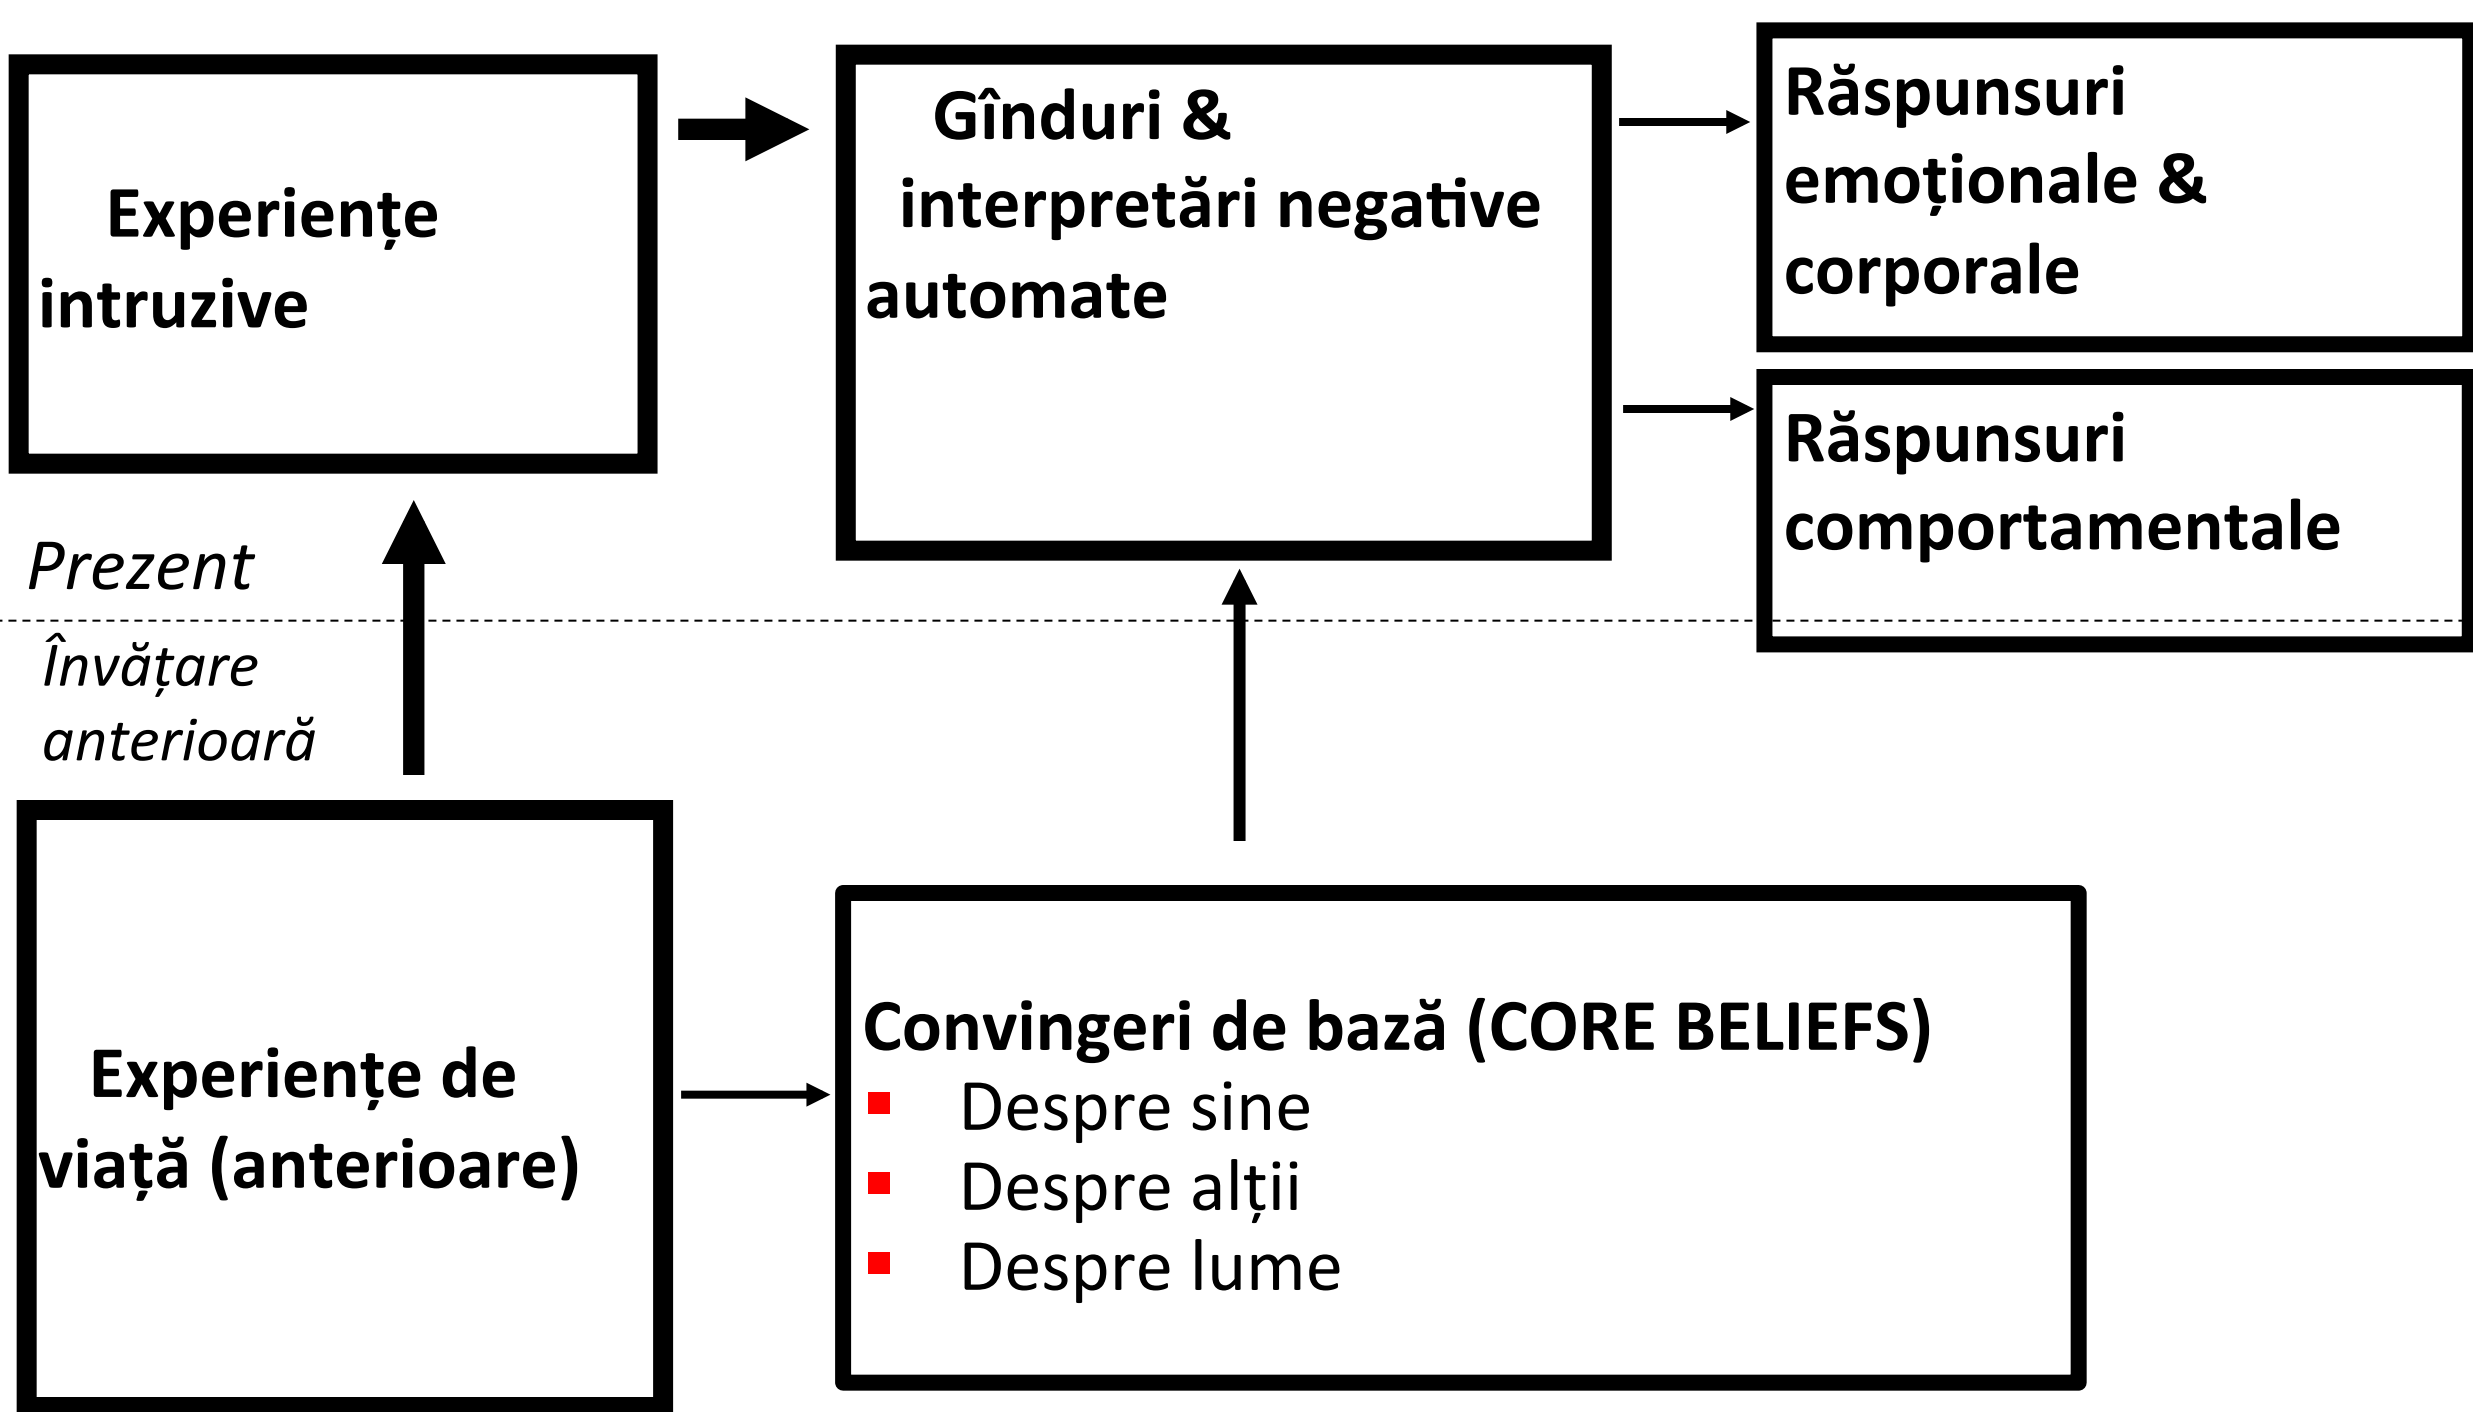 Experiențe
intruzive
Gînduri &
interpretări negative
automate
Răspunsuri
emoționale &
corporale
Răspunsuri
comportamentale
Prezent
Învățare
anterioară
Experiențe de
viață (anterioare)
Convingeri de bază (CORE BELIEFS)
Despre sine
Despre alții
Despre lume